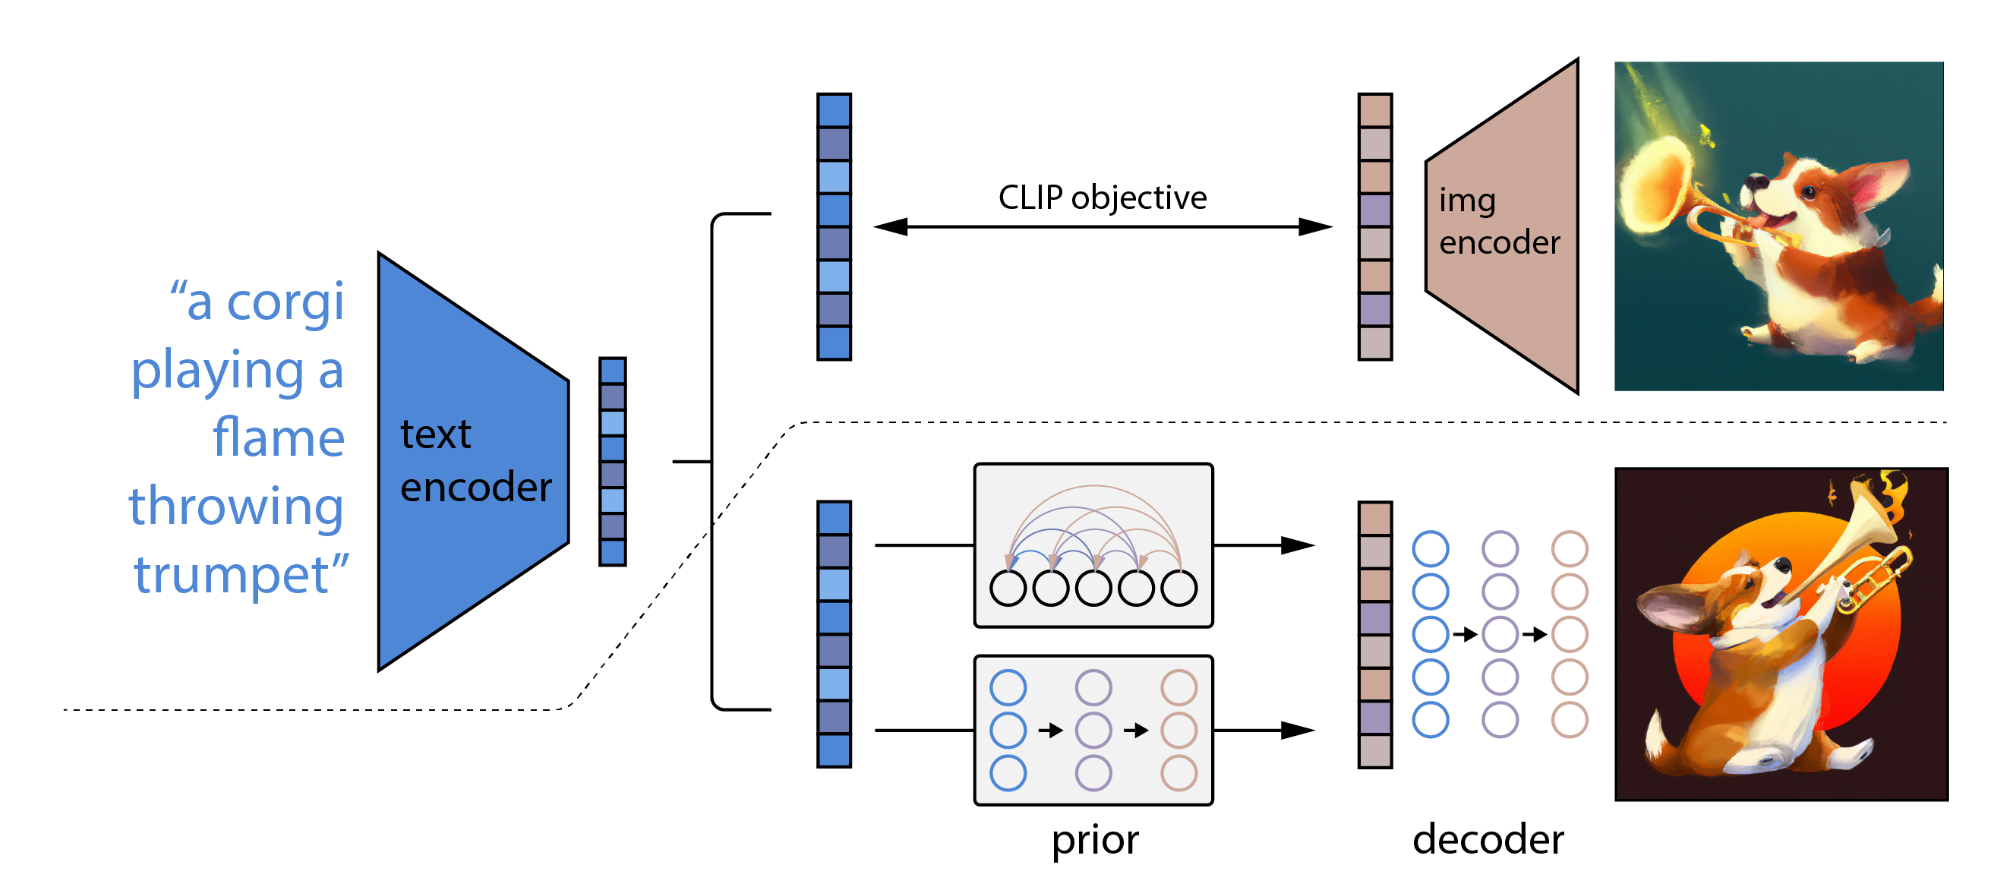 “a corgi
playing a
flame
throwing
trumpet”
text
encoder
CLIP objective
img
encoder
prior
decoder